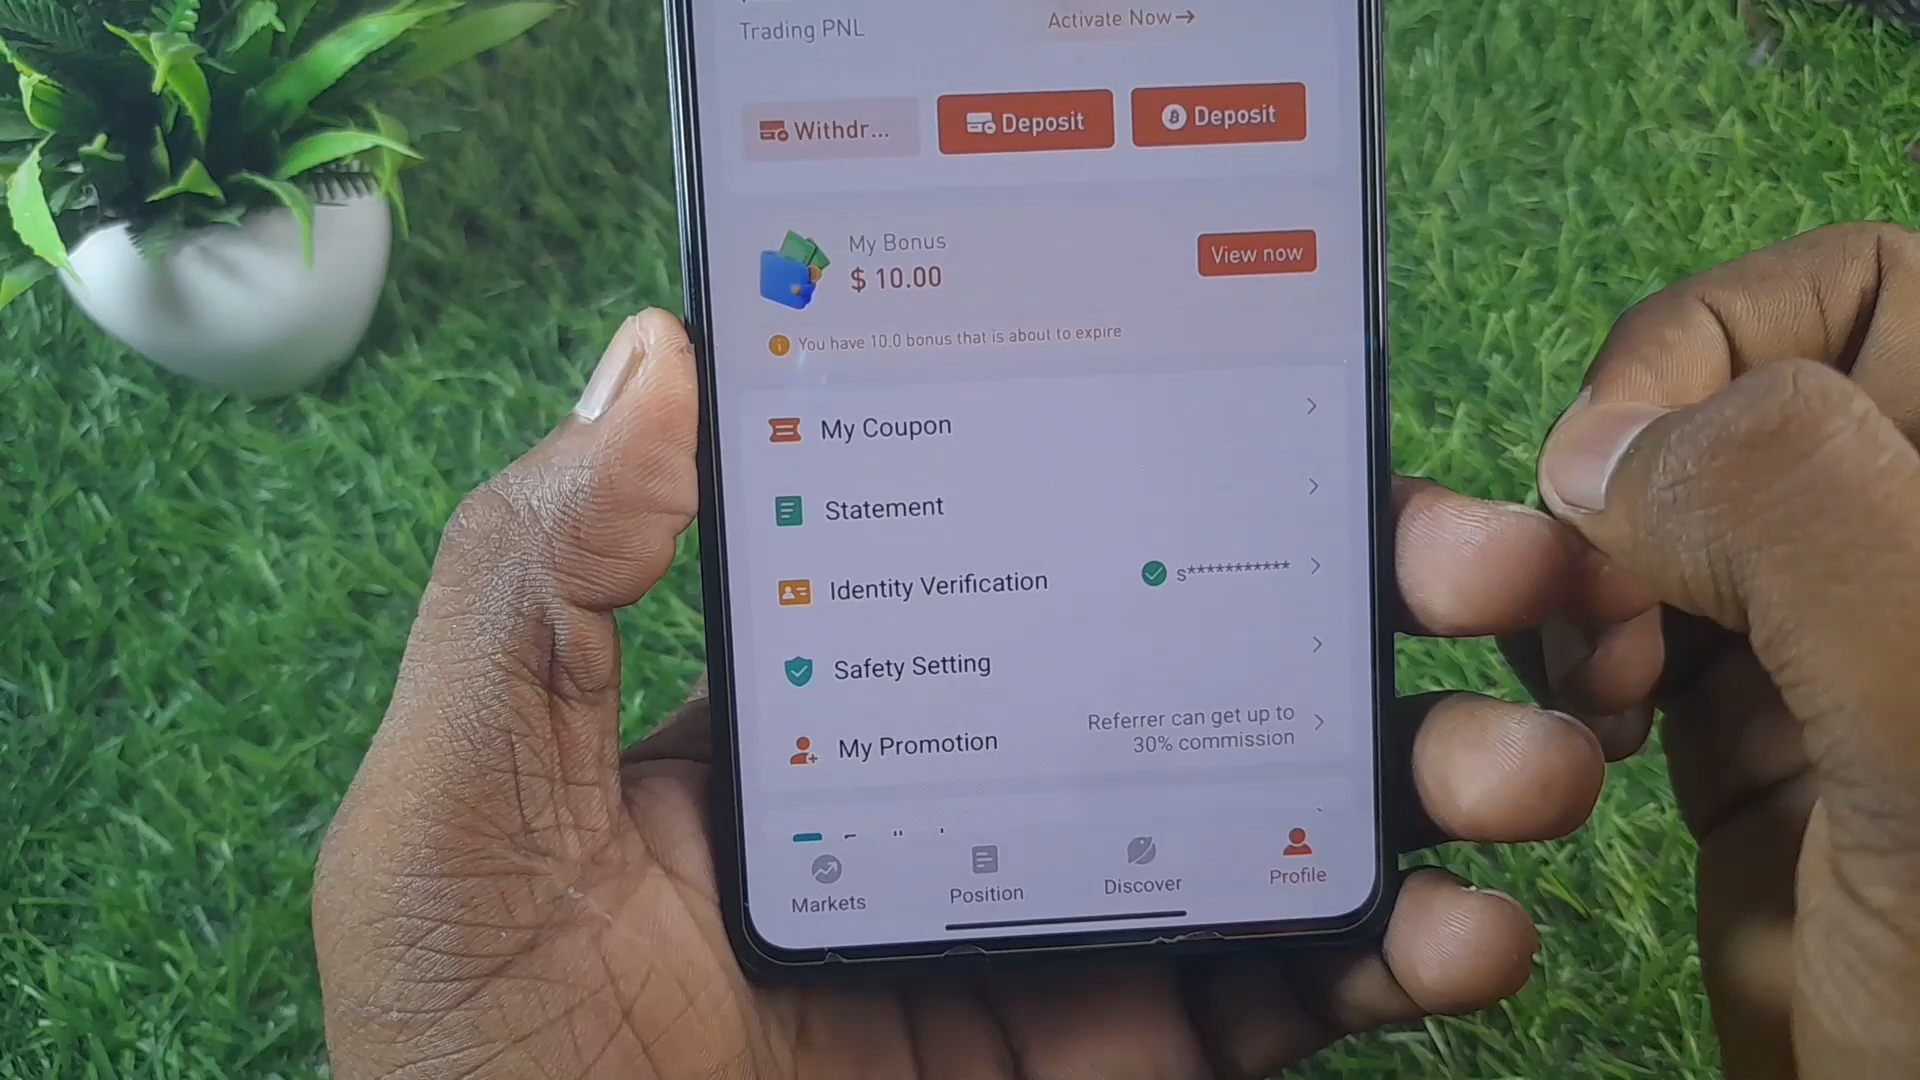 Trading PNL
Activate Now→
Withdr...
Deposit
Deposit
My Bonus
$ 10.00
View now
You have 10.0 bonus that is about to expire
My Coupon
Statement
Identity Verification
s***********
Safety Setting
My Promotion
Referrer can get up to
30% commission
Markets
Position
Discover
Profile